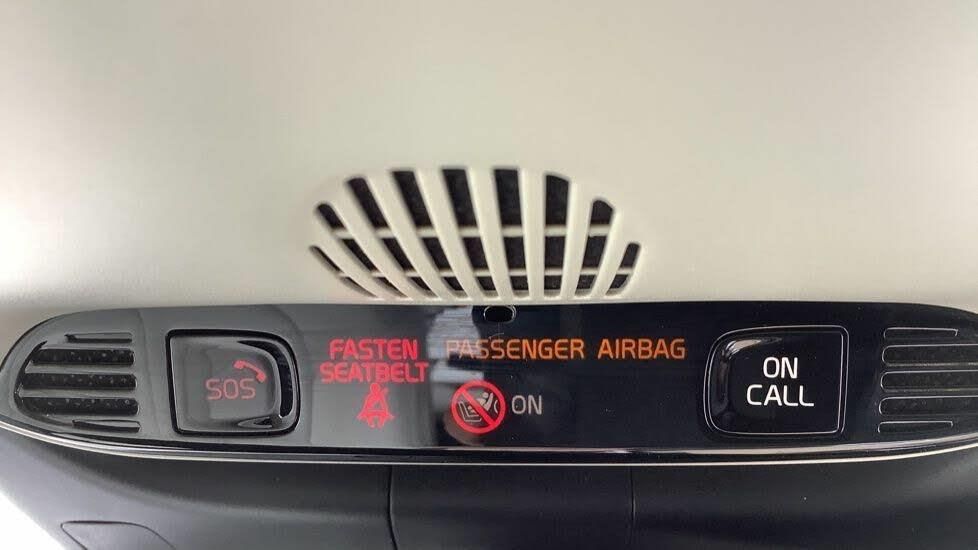 SOS
FASTEN
SEATBELT
PASSENGER AIRBAG
ON
ON
CALL